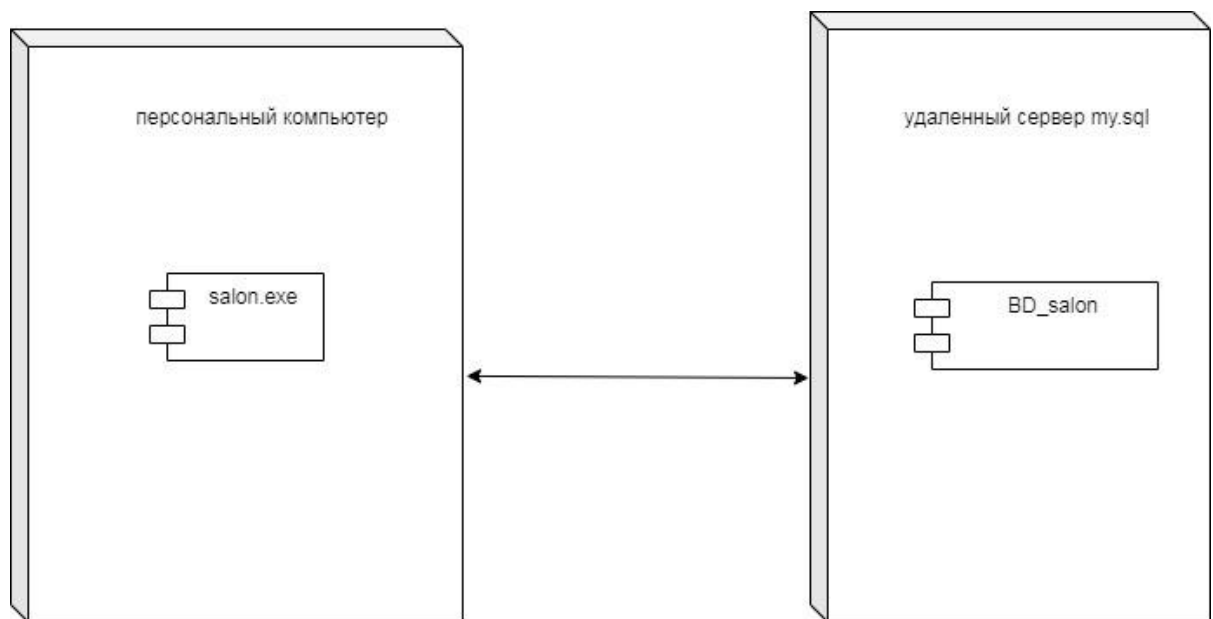 персональный компьютер
удаленный сервер my.sql
salon.exe
BD_salon